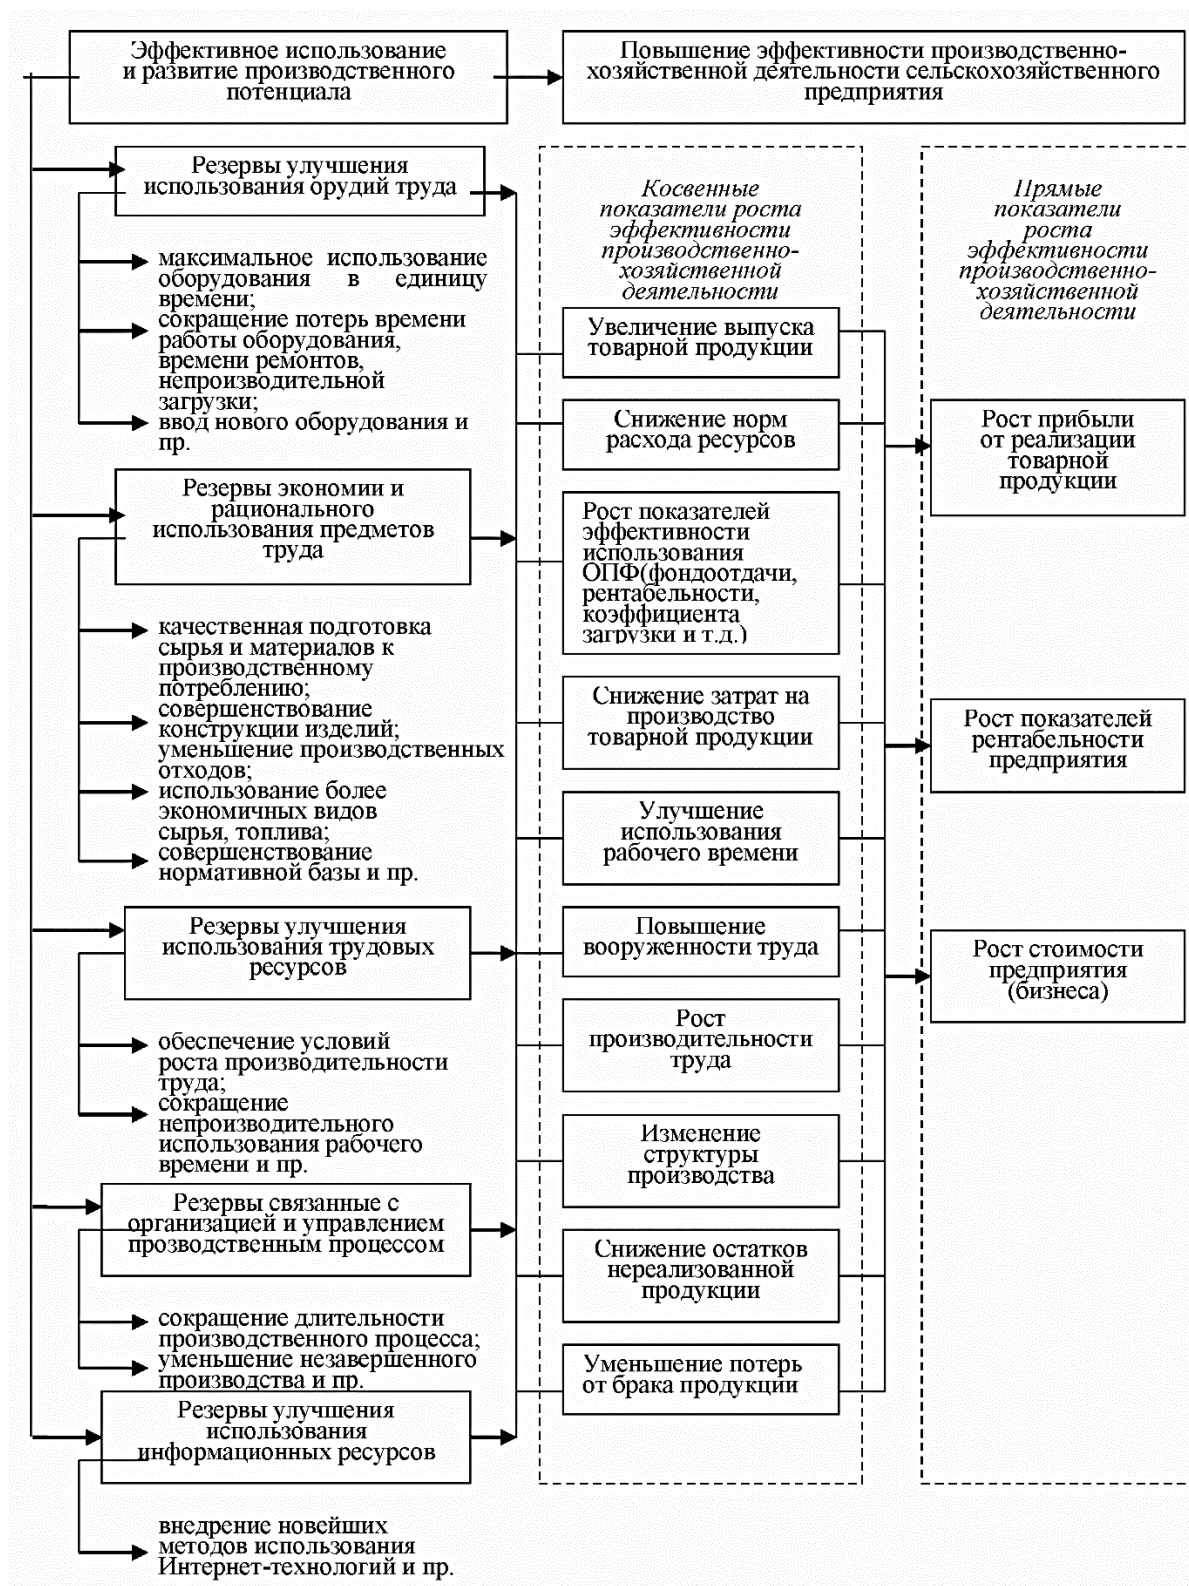 Эффективное использование
и развитие производственного
потенциала
Повышение эффективности производственно-
хозяйственной деятельности сельскохозяйственного
предприятия
Резервы улучшения
использования орудий труда
максимальное использование
оборудования в единицу
времени;
сокращение потерь времени
работы оборудования,
времени ремонтов,
непроизводительной
загрузки;
ввод нового оборудования и
пр.
Резервы экономии и
рационального
использования предметов
труда
качественная подготовка
сырья и материалов к
производственному
потреблению;
совершенствование
конструкции изделий;
уменьшение производственных
отходов;
использование более
экономичных видов
сырья, топлива;
совершенствование
нормативной базы и пр.
Резервы улучшения
использования трудовых
ресурсов
обеспечение условий
роста производительности
труда;
сокращение
непроизводительного
использования рабочего
времени и пр.
Резервы связанные с
организацией и управлением
прозводственным процессом
сокращение длительности
производственного процесса;
уменьшение незавершенного
производства и пр.
Резервы улучшения
использования
информационных ресурсов
внедрение новейших
методов использования
Интернет-технологий и пр.
Косвенные
показатели роста
эффективности
производственно-
хозяйственной
деятельности
Увеличение выпуска
товарной продукции
Снижение норм
расхода ресурсов
Рост показателей
эффективности
использования
ОПФ(фондоотдачи,
рентабельности,
коэффициента
загрузки и т.д.)
Снижение затрат на
производство
товарной продукции
Улучшение
использования
рабочего времени
Повышение
вооруженности труда
Рост
производительности
труда
Изменение
структуры
производства
Снижение остатков
нереализованной
продукции
Уменьшение потерь
от брака продукции
Прямые
показатели
роста
эффективности
производственно-
хозяйственной
деятельности
Рост прибыли
от реализации
товарной
продукции
Рост показателей
рентабельности
предприятия
Рост стоимости
предприятия
(бизнеса)